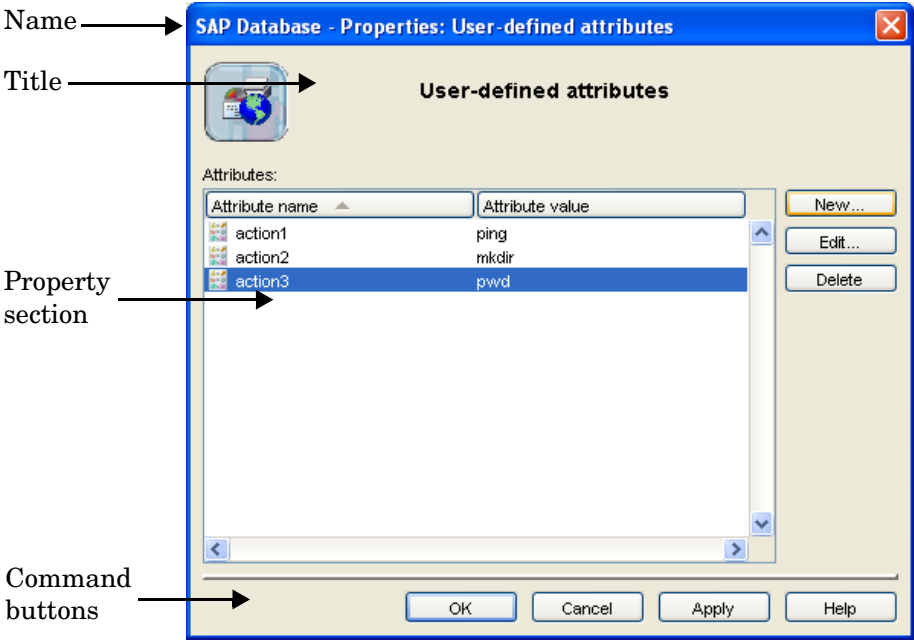 Name
SAP Database - Properties: User-defined attributes
Title
User-defined attributes
Attributes:
Attribute name Attribute value
New...
action1 ping
Edit...
action2 mkdir
action3 pwd
Delete
Property
section
Command
buttons
OK Cancel Apply Help